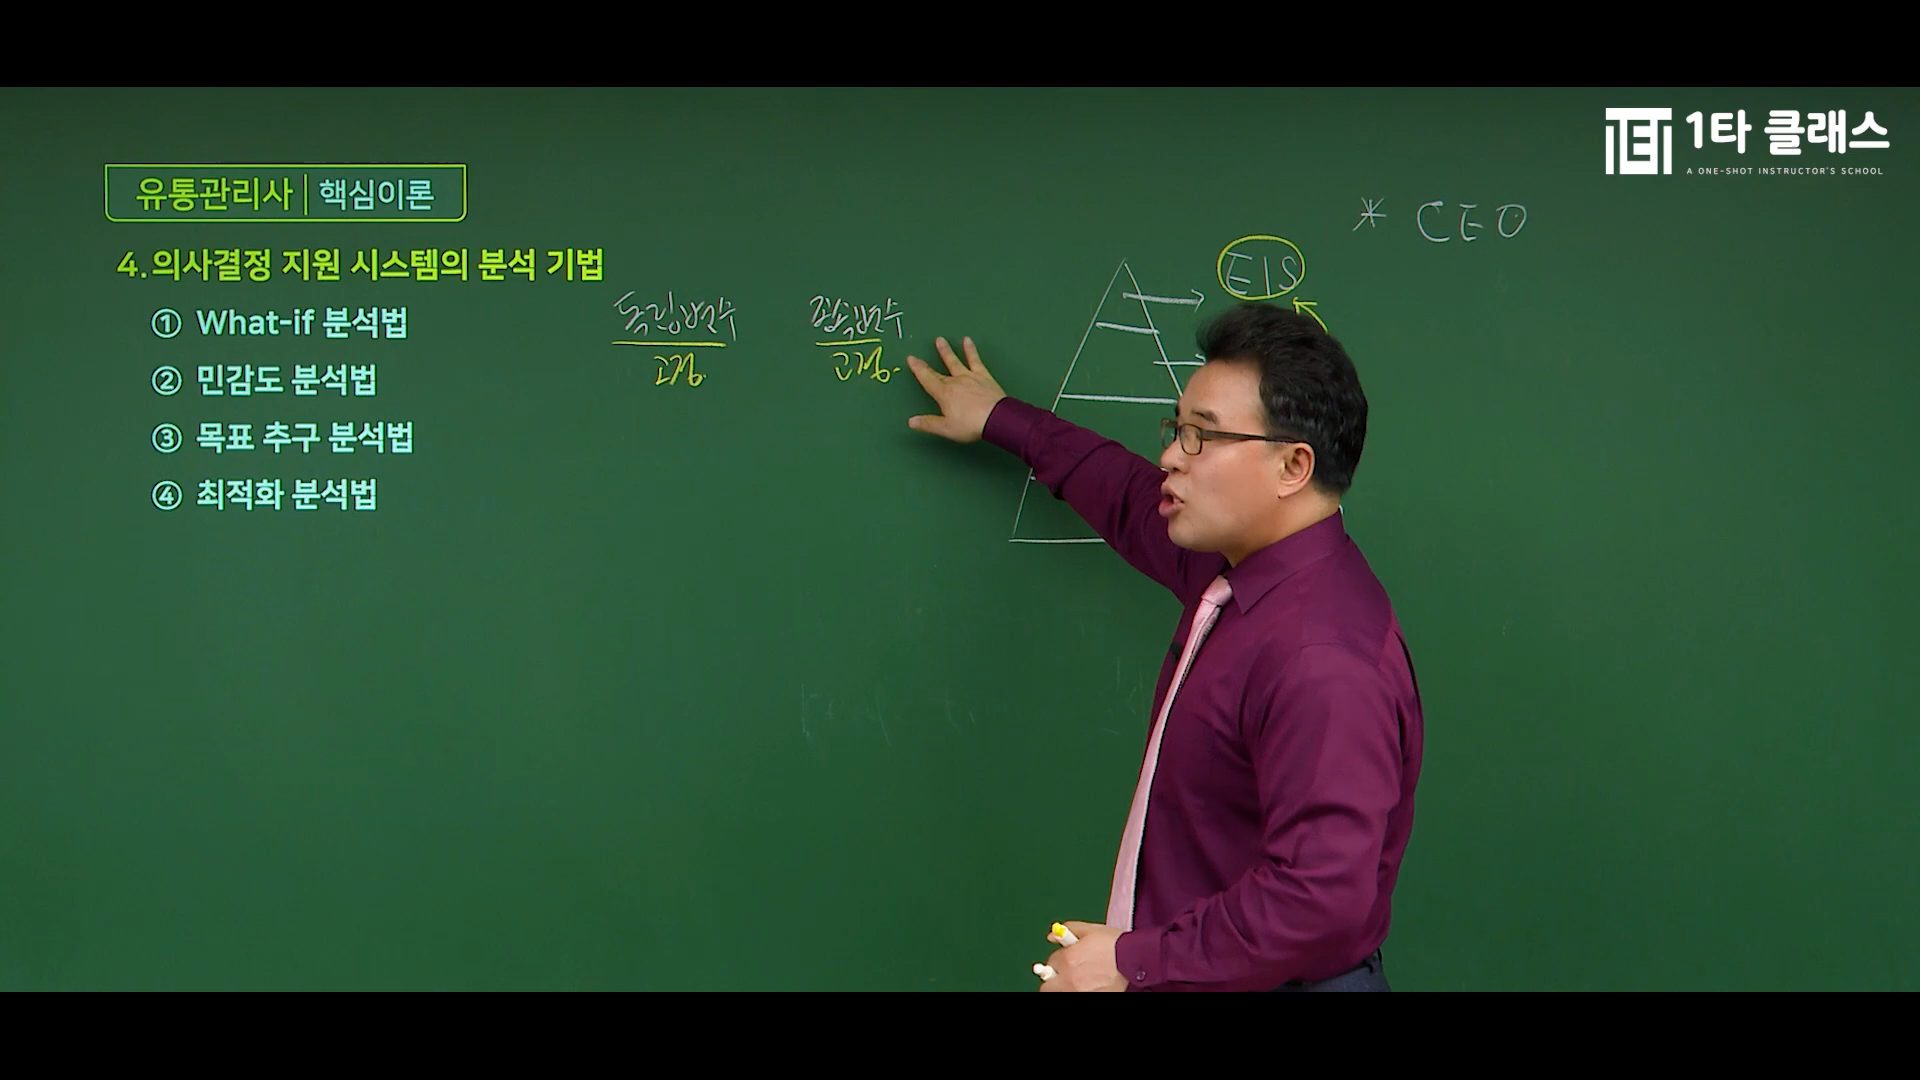 1타 클래스
A ONE-SHOT INSTRUCTOR'S SCHOOL
유통관리사 | 핵심이론
* CEO
4. 의사결정 지원 시스템의 분석 기법
EIS
① What-if 분석법
독립변수 종속변수
② 민감도 분석법
고정. 고정.
③ 목표 추구 분석법
④ 최적화 분석법